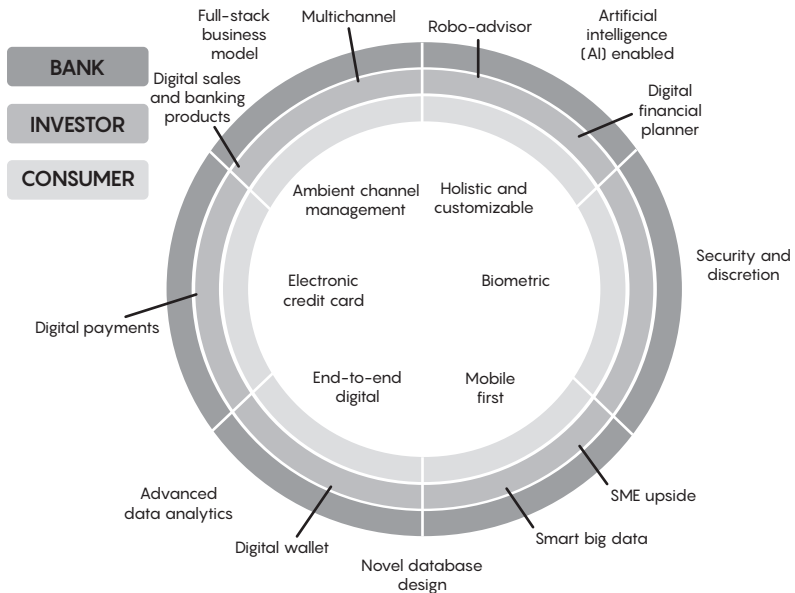 BANK
INVESTOR
CONSUMER
Full-stack
business
model
Multichannel
Robo-advisor
Artificial
intelligence
(AI) enabled
Digital sales
and banking
products
Digital
financial
planner
Ambient channel
management
Holistic and
customizable
Security and
discretion
Electronic
credit card
Biometric
Digital payments
End-to-end
digital
Mobile
first
Advanced
data analytics
SME upside
Digital wallet
Smart big data
Novel database
design